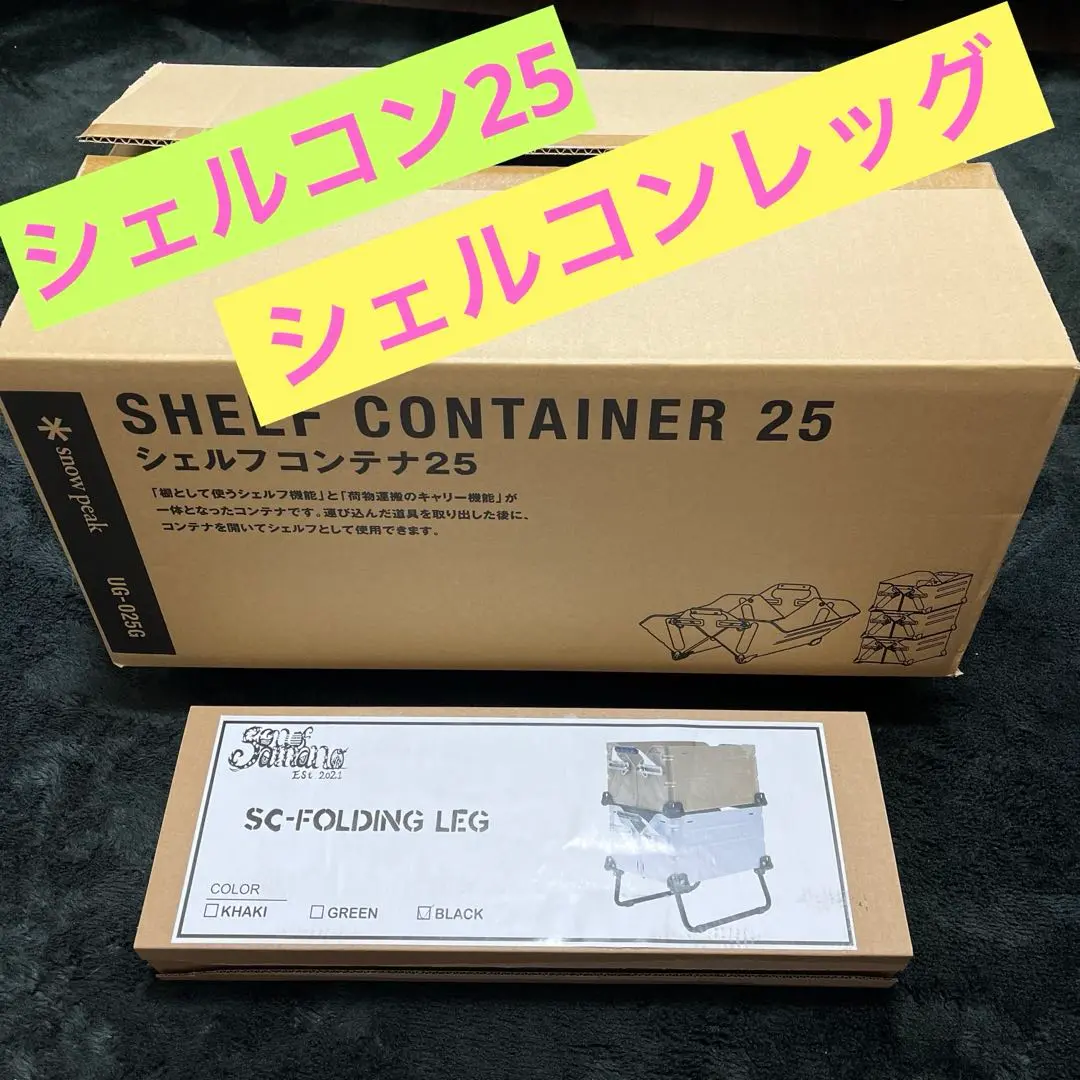 シェルコン25
シェルコンレッグ
SHELF CONTAINER 25
シェルフコンテナ25
「棚として使うシェルフ機能」と「荷物運搬のキャリー機能」が
一体となったコンテナです。運び込んだ道具を取り出した後に、
コンテナを開いてシェルフとして使用できます。
snow peak
UG-025G
Son of
Samano
ESt 2021
SC-FOLDING LEG
COLOR
KHAKI GREEN BLACK